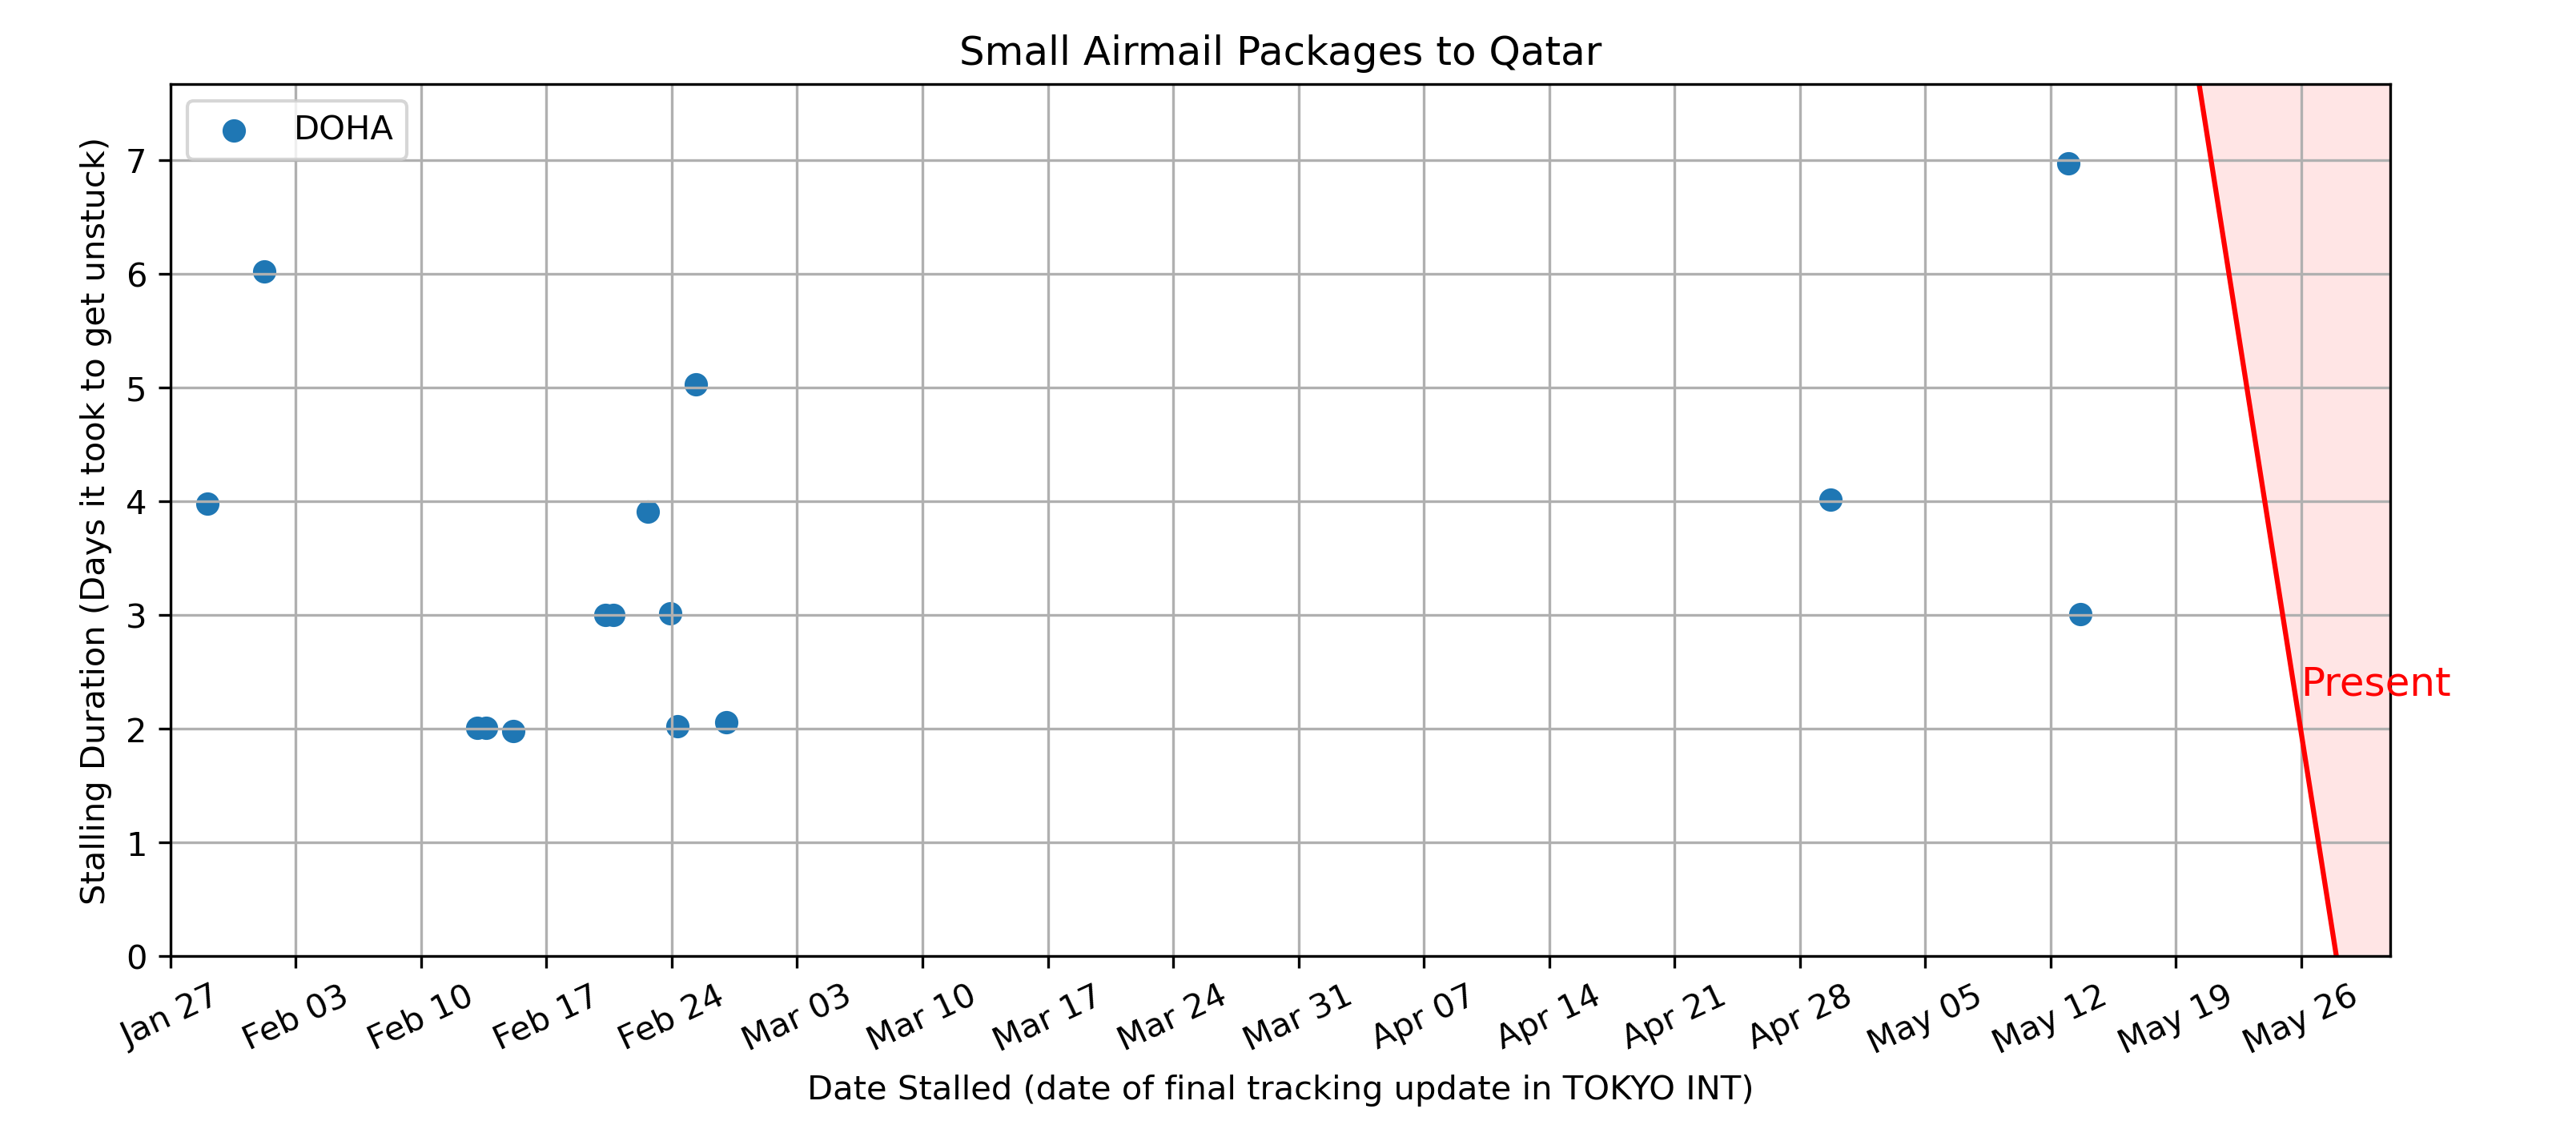 Small Airmail Packages to Qatar
DOHA
Stalling Duration (Days it took to get unstuck)
7
6
5
4
3
2
1
0
Present
Jan 27
Feb 03
Feb 10
Feb 17
Feb 24
Mar 03
Mar 10
Mar 17
Mar 24
Mar 31
Apr 07
Apr 14
Apr 21
Apr 28
May 05
May 12
May 19
May 26
Date Stalled (date of final tracking update in TOKYO INT)